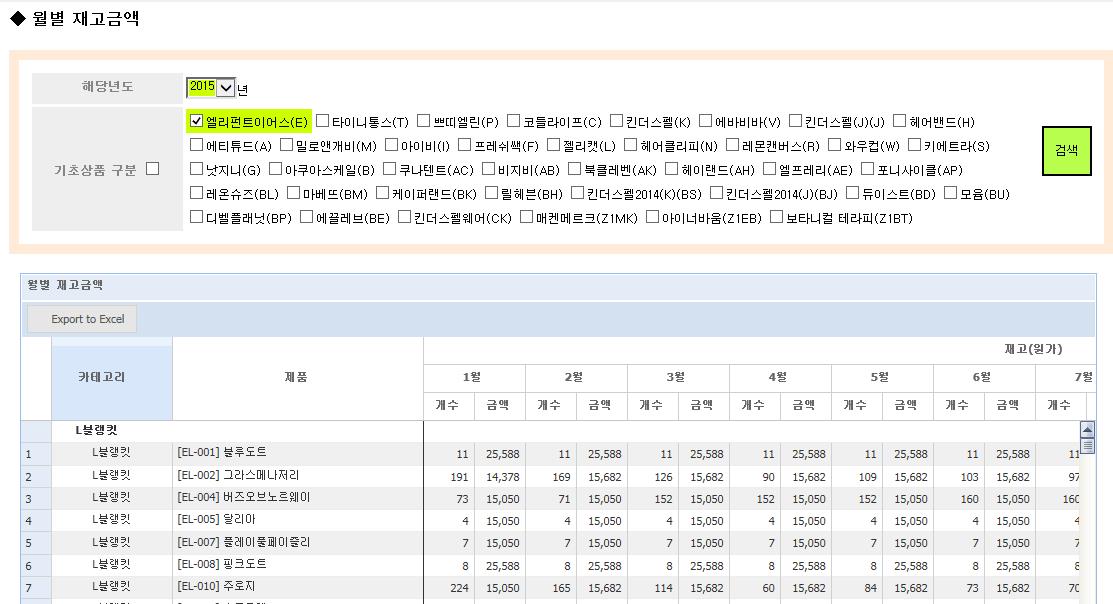 ◆ 월별 재고금액
해당년도 2015 년
엘리펀트이어스(E) 타이니통스(T) 쁘띠엘린(P) 코들라이프(C) 킨더스펠(K) 에바비바(V) 킨더스펠(J)(J) 헤어밴드(H)
에티튜드(A) 밀로앤개비(M) 아이비(I) 프레쉬쌕(F) 젤리캣(L) 헤어클리피(N) 레몬캔버스(R) 와우컵(W) 키에트라(S)
기초상품 구분 낫지니(G) 아쿠아스케일(B) 쿠나텐트(AC) 비지비(AB) 북클레벤(AK) 헤이랜드(AH) 엘프레리(AE) 포니사이클(AP)
검색
레온슈즈(BL) 마베뜨(BM) 케이퍼랜드(BK) 릴헤븐(BH) 킨더스펠2014(K)(BS) 킨더스펠2014(J)(BJ) 듀이스트(BD) 모윰(BU)
디벨플래닛(BP) 에끌레브(BE) 킨더스펠웨어(CK) 매켄메르크(Z1MK) 아이너바움(Z1EB) 보타니컬 테라피(Z1BT)
월별 재고금액
Export to Excel
재고(원가)
카테고리 제품 1월 2월 3월 4월 5월 6월 7월
개수 금액 개수 금액 개수 금액 개수 금액 개수 금액 개수 금액 개수
L블랭킷
1 L블랭킷 [EL-001] 블루도트 11 25,588 11 25,588 11 25,588 11 25,588 11 25,588 11 25,588 11
2 L블랭킷 [EL-002] 그라스메나져리 191 14,378 169 15,682 126 15,682 90 15,682 109 15,682 103 15,682 97
3 L블랭킷 [EL-004] 버즈오브노르웨이 73 15,050 71 15,050 152 15,050 152 15,050 152 15,050 160 15,050 160
4 L블랭킷 [EL-005] 달리아 4 15,050 4 15,050 4 15,050 4 15,050 4 15,050 4 15,050 4
5 L블랭킷 [EL-007] 플레이풀페이즐리 7 15,050 7 15,050 7 15,050 7 15,050 7 15,050 7 15,050 7
6 L블랭킷 [EL-008] 핑크도트 8 25,588 8 25,588 8 25,588 8 25,588 8 25,588 8 25,588 8
7 L블랭킷 [EL-010] 주로지 224 15,050 165 15,682 114 15,682 60 15,682 84 15,682 73 15,682 70